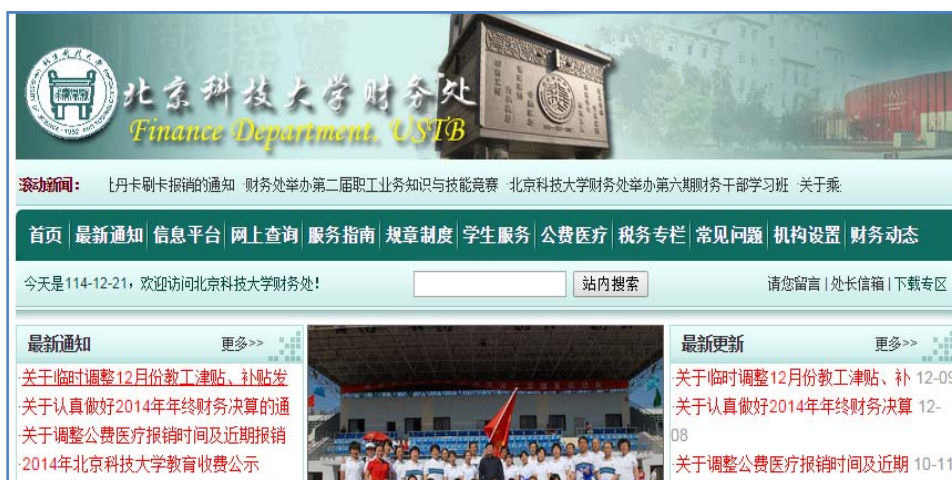 北京科技大学财务处
Finance Department, USTB
滚动新闻： 上丹卡刷卡报销的通知 ·财务处举办第二届职工业务知识与技能竞赛 ·北京科技大学财务处举办第六期财务干部学习班 ·关于乘
首页 最新通知 信息平台 网上查询 服务指南 规章制度 学生服务 公费医疗 税务专栏 常见问题 机构设置 财务动态
今天是114-12-21，欢迎访问北京科技大学财务处！ 站内搜索 请您留言 | 处长信箱 | 下载专区
最新通知 更多>>
·关于临时调整12月份教工津贴、补贴发
·关于认真做好2014年年终财务决算的通
·关于调整公费医疗报销时间及近期报销
·2014年北京科技大学教育收费公示
最新更新 更多>>
·关于临时调整12月份教工津贴、补 12-09
·关于认真做好2014年年终财务决算 12-
08
·关于调整公费医疗报销时间及近期 10-11